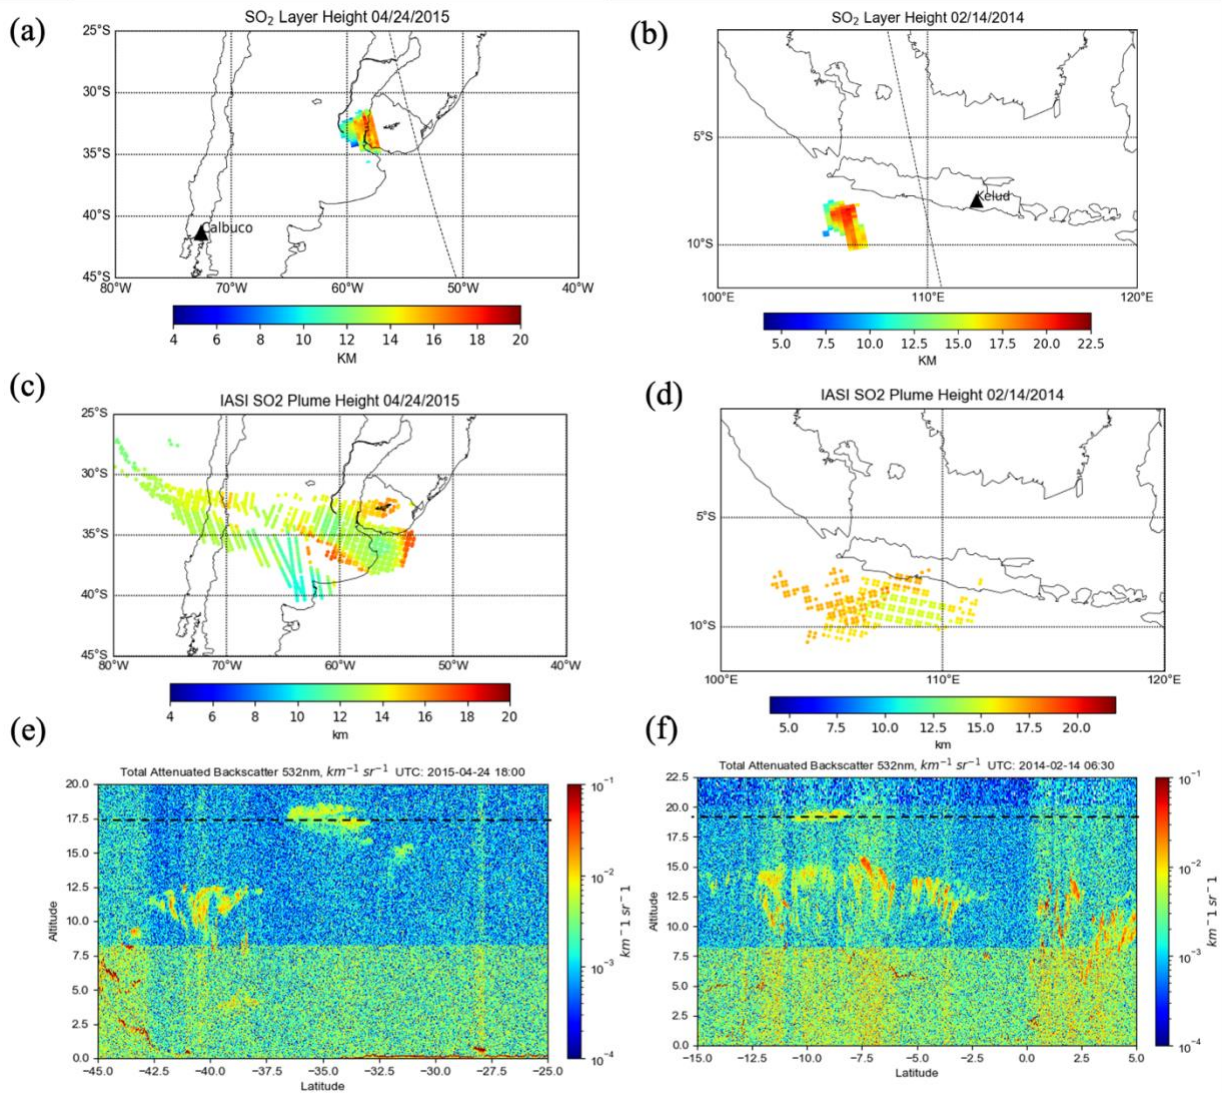 (a)
SO₂ Layer Height 04/24/2015
25°S
30°S
35°S
40°S
45°S
Calbuco
80°W 70°W 60°W 50°W 40°W
4 6 8 10 12 14 16 18 20
KM
(b)
SO₂ Layer Height 02/14/2014
5°S
10°S
Kelud
100°E 110°E 120°E
5.0 7.5 10.0 12.5 15.0 17.5 20.0 22.5
KM
(c)
IASI SO2 Plume Height 04/24/2015
25°S
30°S
35°S
40°S
45°S
80°W 70°W 60°W 50°W 40°W
4 6 8 10 12 14 16 18 20
km
(d)
IASI SO2 Plume Height 02/14/2014
5°S
10°S
100°E 110°E 120°E
5.0 7.5 10.0 12.5 15.0 17.5 20.0
km
(e)
Total Attenuated Backscatter 532nm, km⁻¹ sr⁻¹ UTC: 2015-04-24 18:00
20.0
17.5
15.0
12.5
10.0
7.5
5.0
2.5
0.0
Altitude
−45.0 −42.5 −40.0 −37.5 −35.0 −32.5 −30.0 −27.5 −25.0
Latitude
10⁻¹
10⁻²
10⁻³
10⁻⁴
km⁻1 sr⁻1
(f)
Total Attenuated Backscatter 532nm, km⁻¹ sr⁻¹ UTC: 2014-02-14 06:30
22.5
20.0
17.5
15.0
12.5
10.0
7.5
5.0
2.5
0.0
Altitude
−15.0 −12.5 −10.0 −7.5 −5.0 −2.5 0.0 2.5 5.0
Latitude
10⁻¹
10⁻²
10⁻³
10⁻⁴
km⁻1 sr⁻1